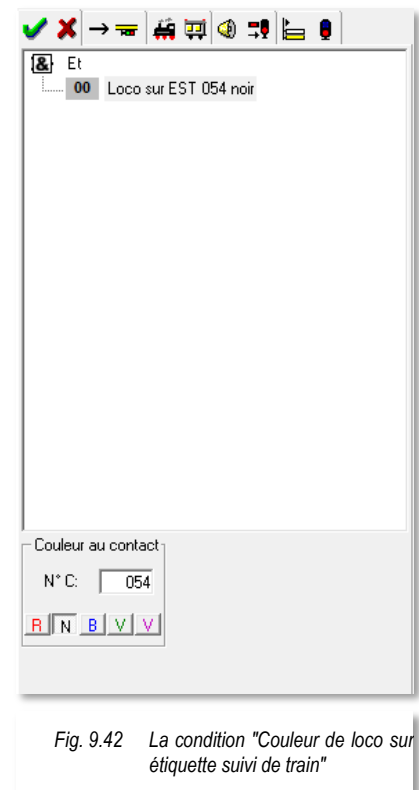 & Et
00 Loco sur EST 054 noir
Couleur au contact
N° C: 054
R N B V V
Fig. 9.42 La condition "Couleur de loco sur
étiquette suivi de train"